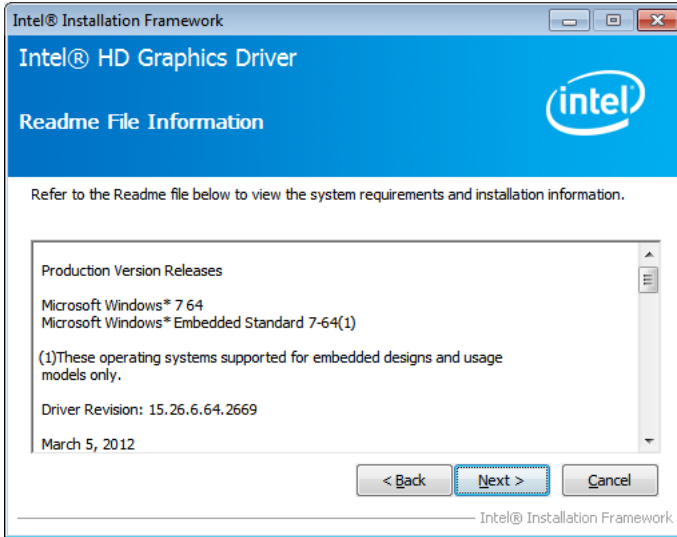 Intel® Installation Framework
Intel® HD Graphics Driver
intel
Readme File Information
Refer to the Readme file below to view the system requirements and installation information.
Production Version Releases
Microsoft Windows* 7 64
Microsoft Windows* Embedded Standard 7-64(1)
(1)These operating systems supported for embedded designs and usage
models only.
Driver Revision: 15.26.6.64.2669
March 5, 2012
< Back
Next >
Cancel
Intel® Installation Framework